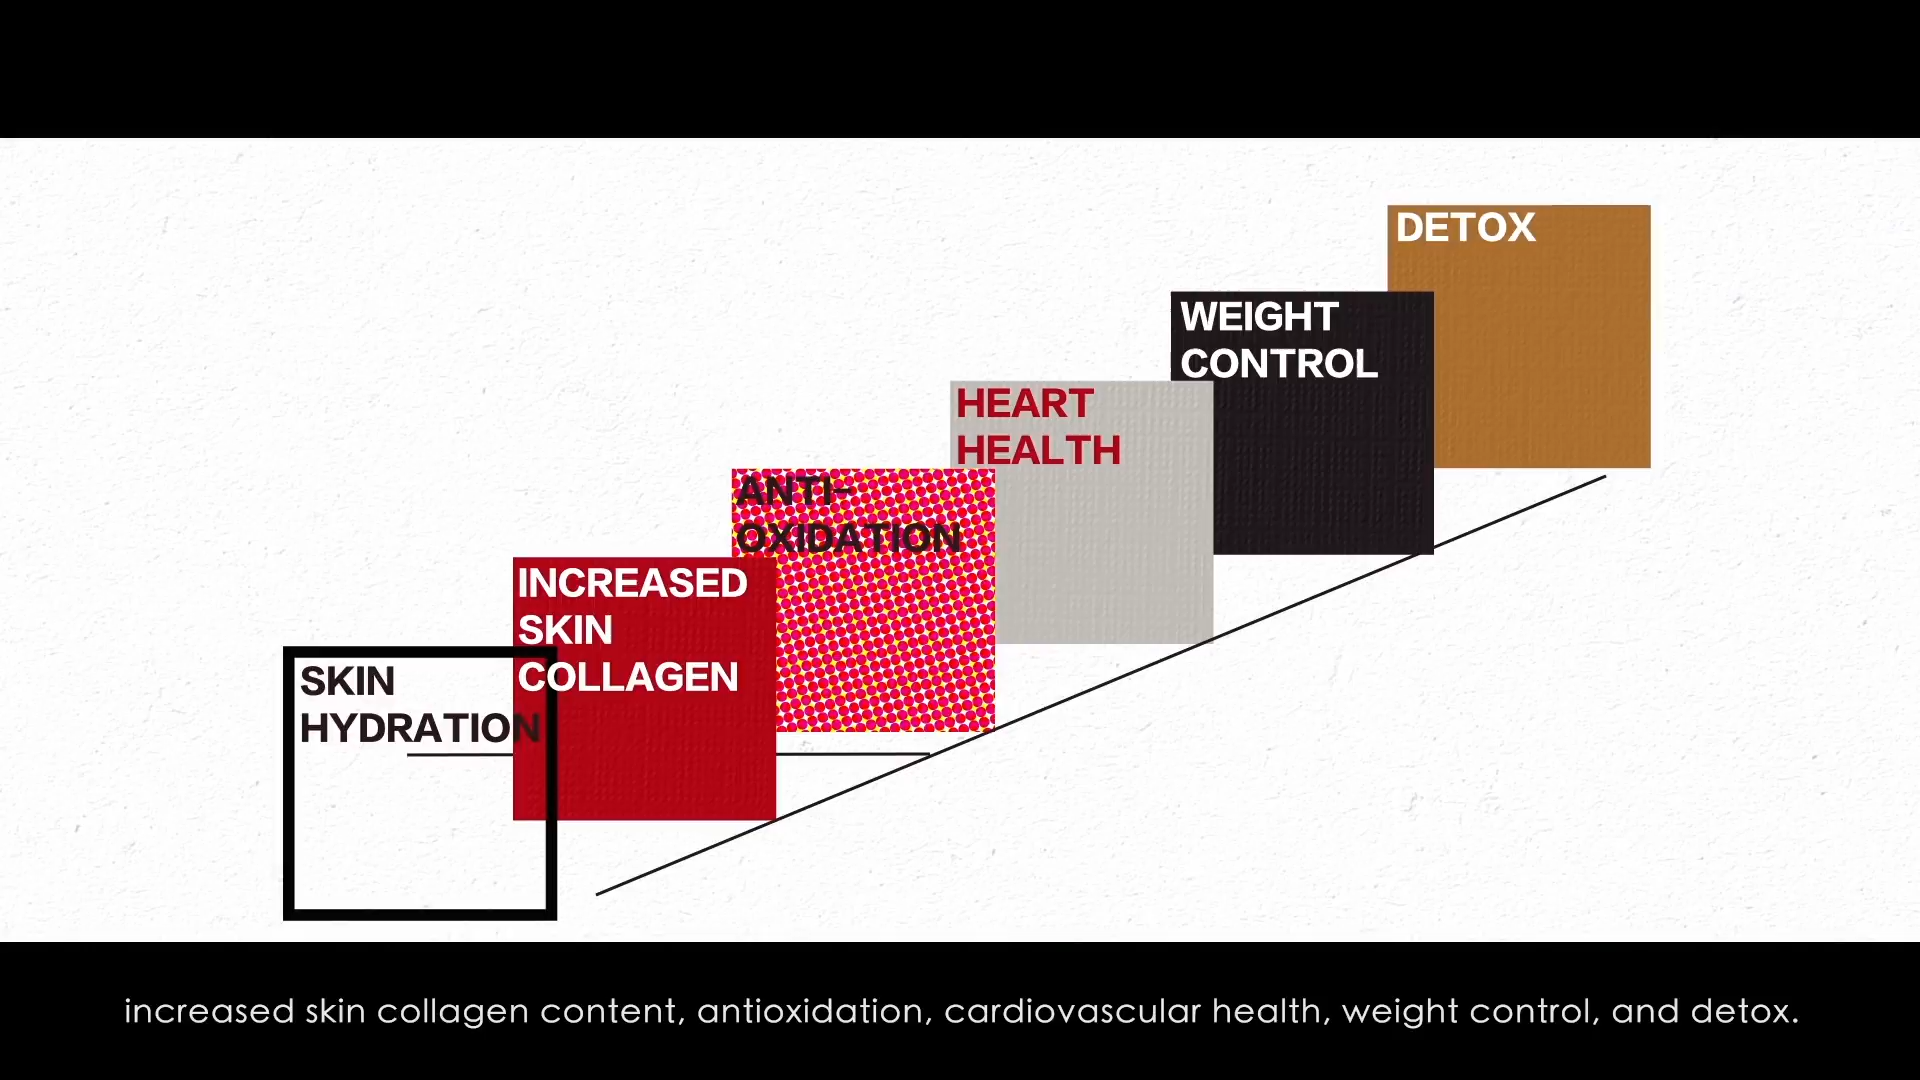 DETOX
WEIGHT
CONTROL
HEART
HEALTH
ANTI-
OXIDATION
INCREASED
SKIN
COLLAGEN
SKIN
HYDRATION
increased skin collagen content, antioxidation, cardiovascular health, weight control, and detox.